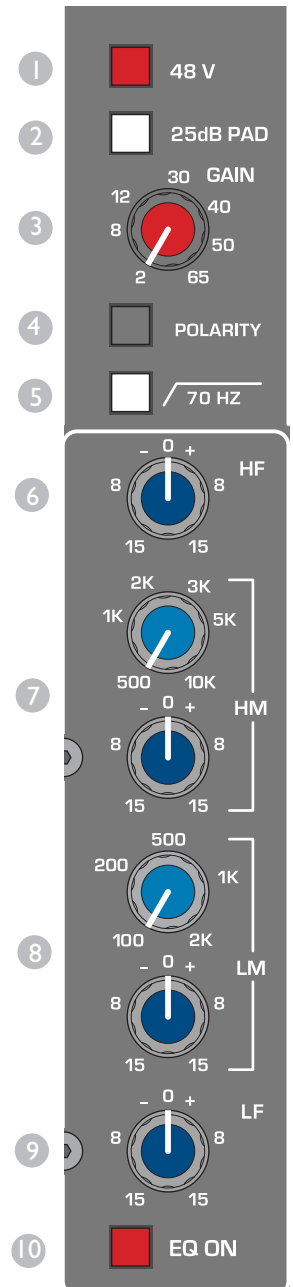 1 48 V
2 25dB PAD
GAIN
30
12 40
3 8 50
2 65
4 POLARITY
5 70 HZ
- 0 + HF
6 8 8
15 15
2K 3K
1K 5K
500 10K
7 HM
- 0 +
8 8
15 15
500
200 1K
100 2K
8 LM
- 0 +
8 8
15 15
LF
- 0 +
9 8 8
15 15
10 EQ ON